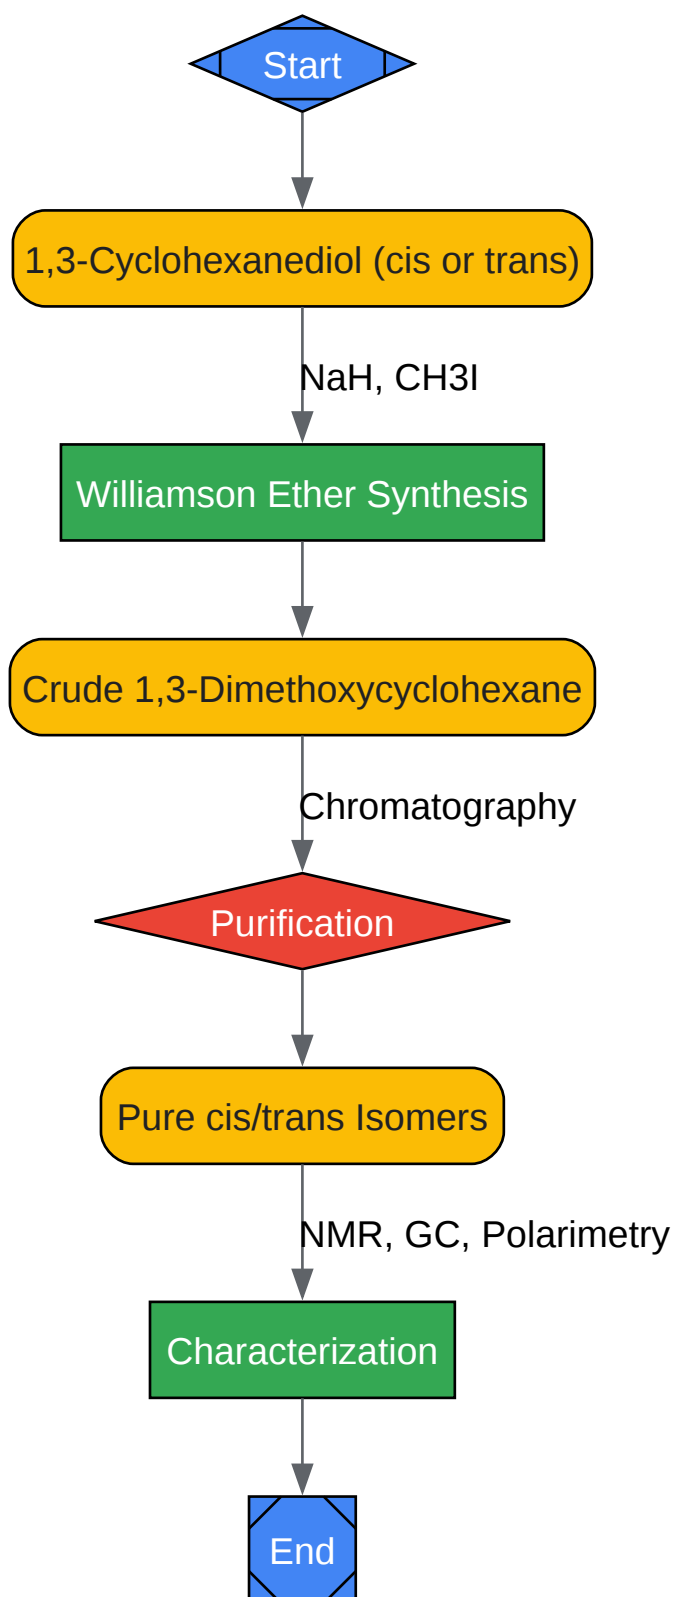 Start
1,3-Cyclohexanediol (cis or trans)
NaH, CH3I
Williamson Ether Synthesis
Crude 1,3-Dimethoxycyclohexane
Chromatography
Purification
Pure cis/trans Isomers
NMR, GC, Polarimetry
Characterization
End